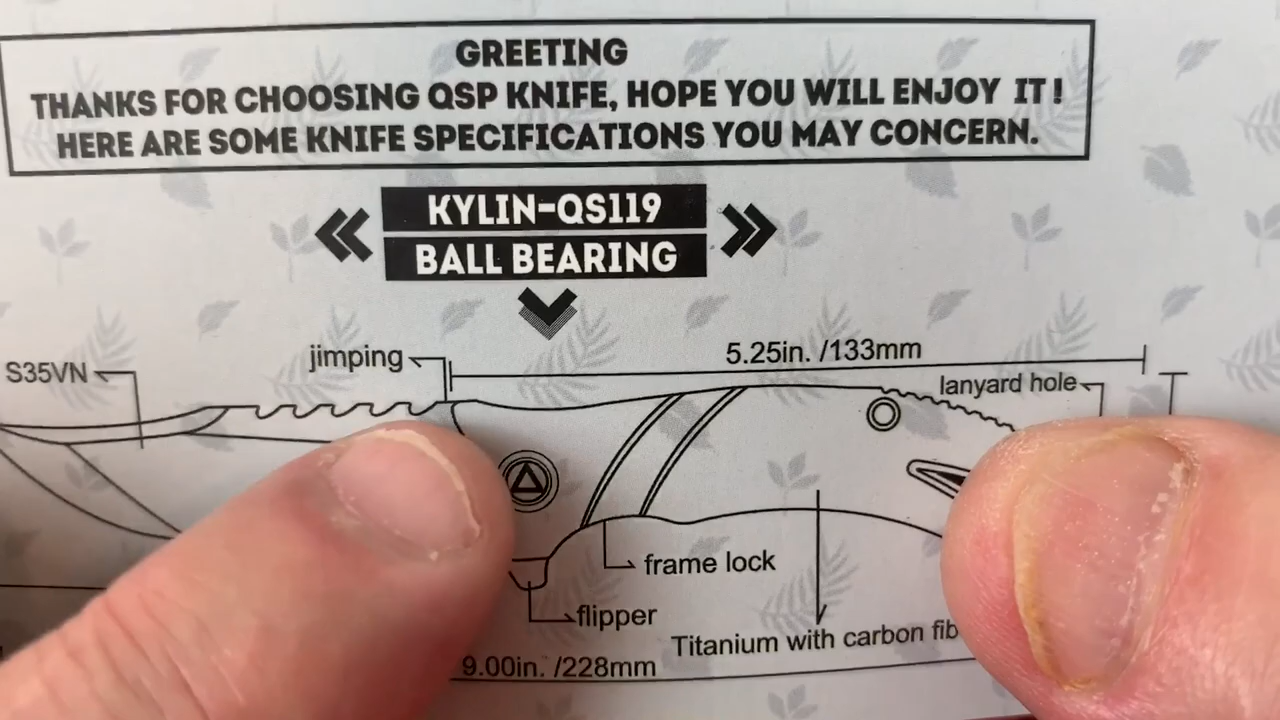 GREETING
THANKS FOR CHOOSING QSP KNIFE, HOPE YOU WILL ENJOY IT!
HERE ARE SOME KNIFE SPECIFICATIONS YOU MAY CONCERN.
KYLIN-QS119
BALL BEARING
5.25in. /133mm
jimping
S35VN
lanyard hole
frame lock
flipper
Titanium with carbon fib
9.00in. /228mm